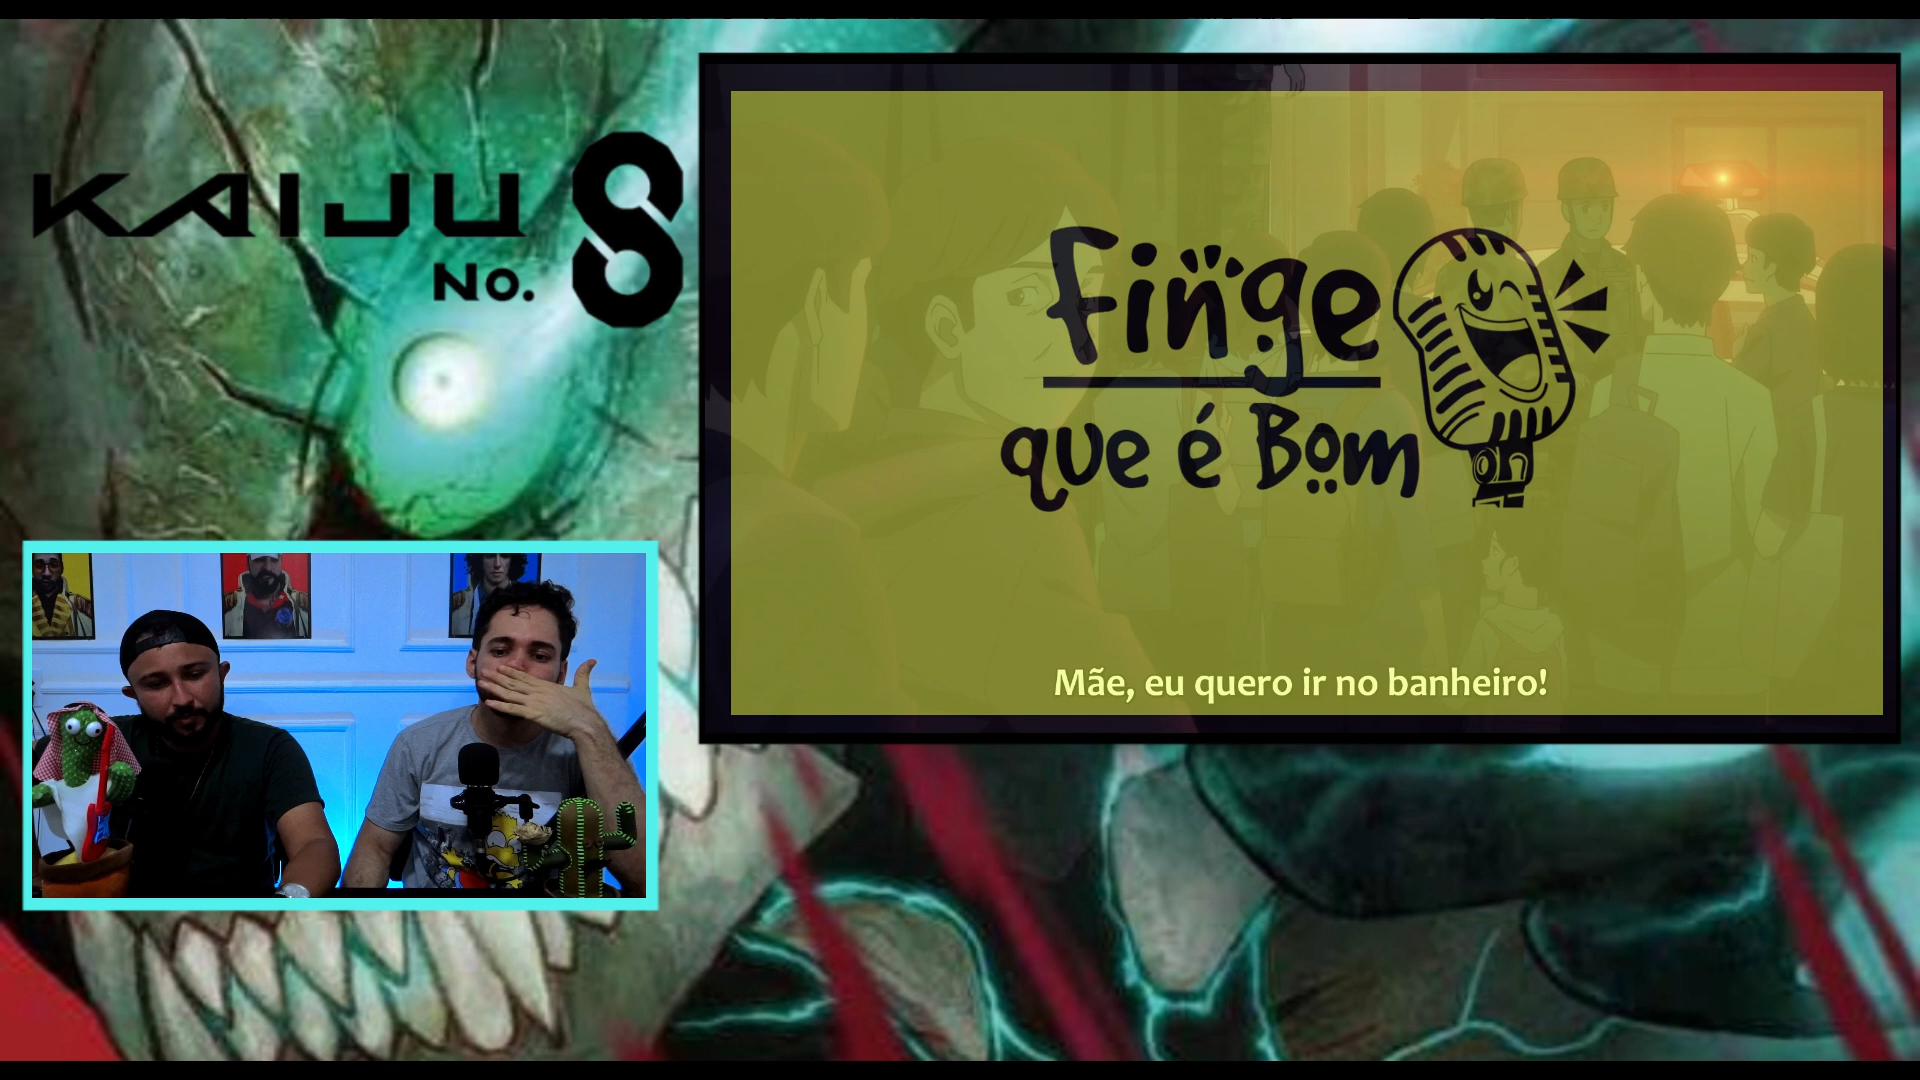 KAIJU
No. 8
Finge
que é Bom
Mãe, eu quero ir no banheiro!